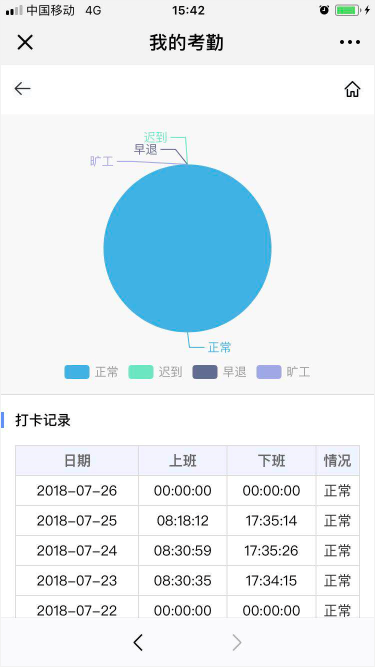 中国移动 4G 15:42
我的考勤
迟到
早退
旷工
正常
正常 迟到 早退 旷工
打卡记录
日期 上班 下班 情况
2018-07-26 00:00:00 00:00:00 正常
2018-07-25 08:18:12 17:35:14 正常
2018-07-24 08:30:59 17:35:26 正常
2018-07-23 08:30:35 17:34:15 正常
2018-07-22 00:00:00 00:00:00 正常